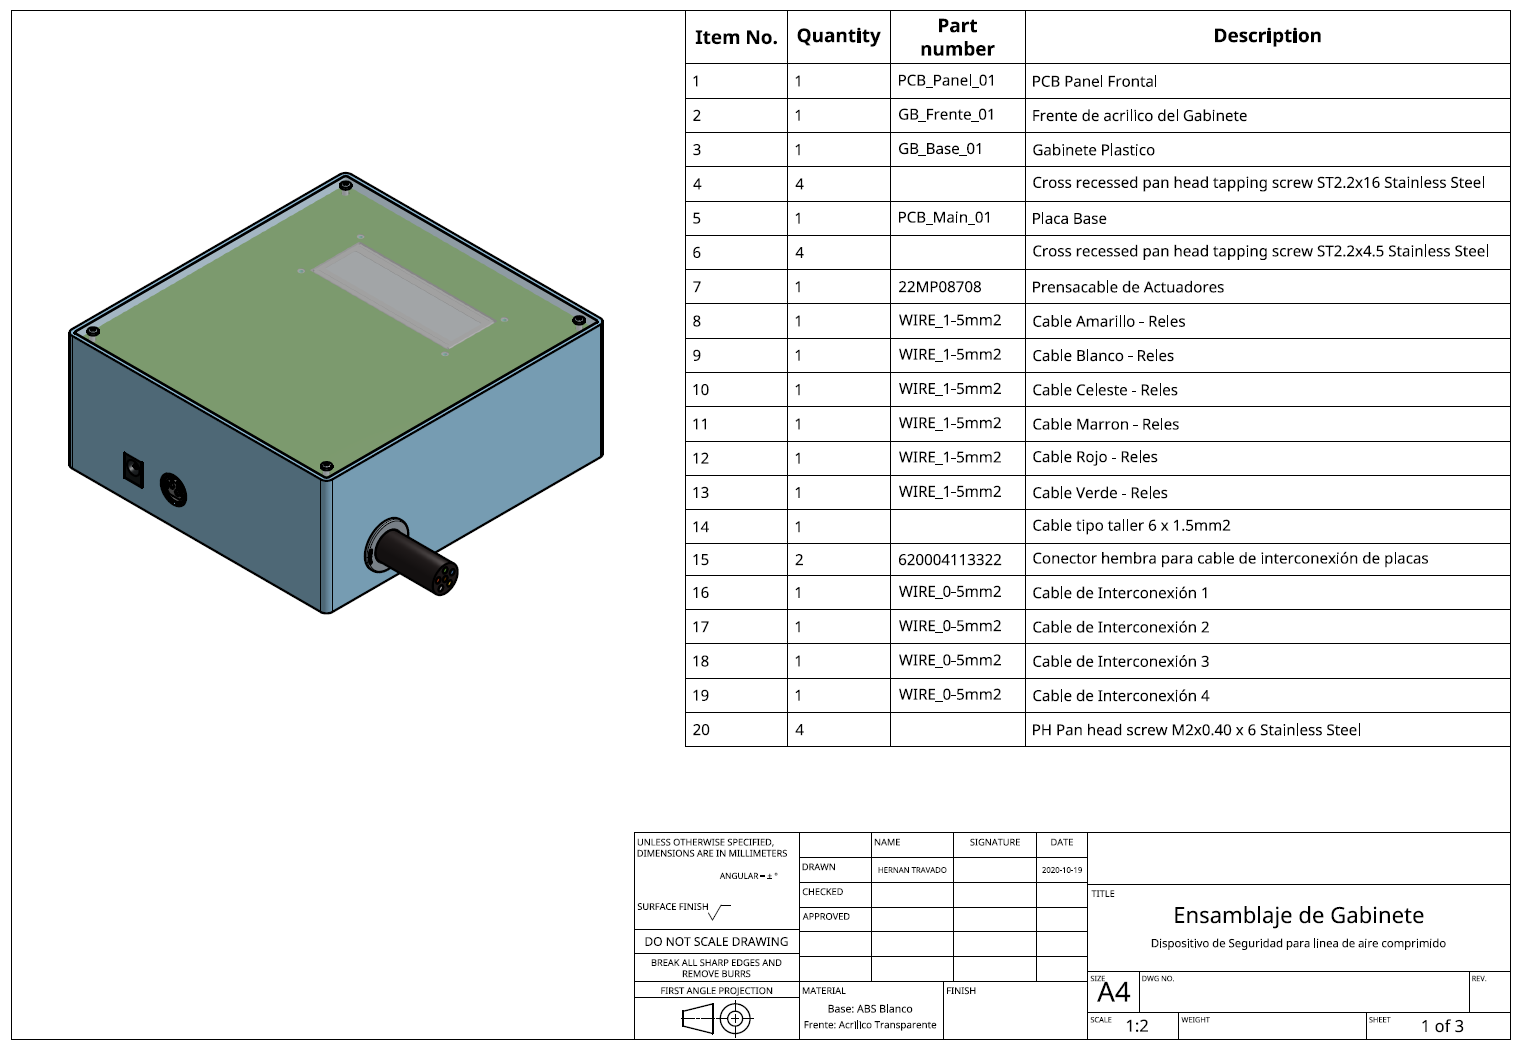 Item No. Quantity Part number Description
1 1 PCB_Panel_01 PCB Panel Frontal
2 1 GB_Frente_01 Frente de acrilico del Gabinete
3 1 GB_Base_01 Gabinete Plastico
4 4 Cross recessed pan head tapping screw ST2.2x16 Stainless Steel
5 1 PCB_Main_01 Placa Base
6 4 Cross recessed pan head tapping screw ST2.2x4.5 Stainless Steel
7 1 22MP08708 Prensacable de Actuadores
8 1 WIRE_1-5mm2 Cable Amarillo - Reles
9 1 WIRE_1-5mm2 Cable Blanco - Reles
10 1 WIRE_1-5mm2 Cable Celeste - Reles
11 1 WIRE_1-5mm2 Cable Marron - Reles
12 1 WIRE_1-5mm2 Cable Rojo - Reles
13 1 WIRE_1-5mm2 Cable Verde - Reles
14 1 Cable tipo taller 6 x 1.5mm2
15 2 620004113322 Conector hembra para cable de interconexión de placas
16 1 WIRE_0-5mm2 Cable de Interconexión 1
17 1 WIRE_0-5mm2 Cable de Interconexión 2
18 1 WIRE_0-5mm2 Cable de Interconexión 3
19 1 WIRE_0-5mm2 Cable de Interconexión 4
20 4 PH Pan head screw M2x0.40 x 6 Stainless Steel
UNLESS OTHERWISE SPECIFIED,
DIMENSIONS ARE IN MILLIMETERS
ANGULAR = ± °
SURFACE FINISH
DO NOT SCALE DRAWING
BREAK ALL SHARP EDGES AND
REMOVE BURRS
FIRST ANGLE PROJECTION
NAME SIGNATURE DATE
DRAWN HERNAN TRAVADO 2020-10-19
CHECKED
APPROVED
MATERIAL
Base: ABS Blanco
Frente: Acrilico Transparente
FINISH
TITLE
Ensamblaje de Gabinete
Dispositivo de Seguridad para linea de aire comprimido
SIZE
A4
DWG NO.
REV.
SCALE 1:2
WEIGHT
SHEET 1 of 3